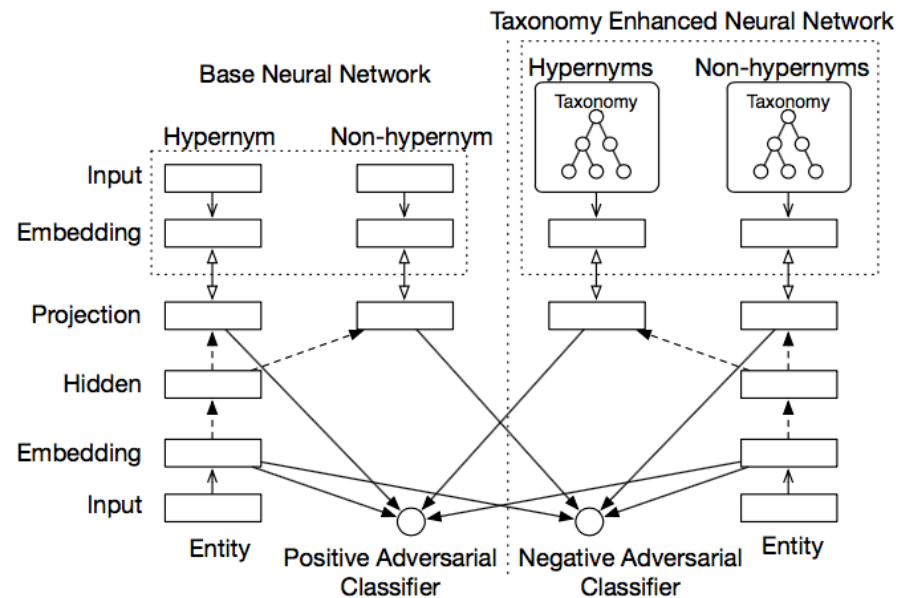 Taxonomy Enhanced Neural Network
Base Neural Network
Hypernyms
Non-hypernyms
Taxonomy
Taxonomy
Hypernym
Non-hypernym
Input
Embedding
Projection
Hidden
Embedding
Input
Entity
Positive Adversarial
Classifier
Negative Adversarial
Classifier
Entity